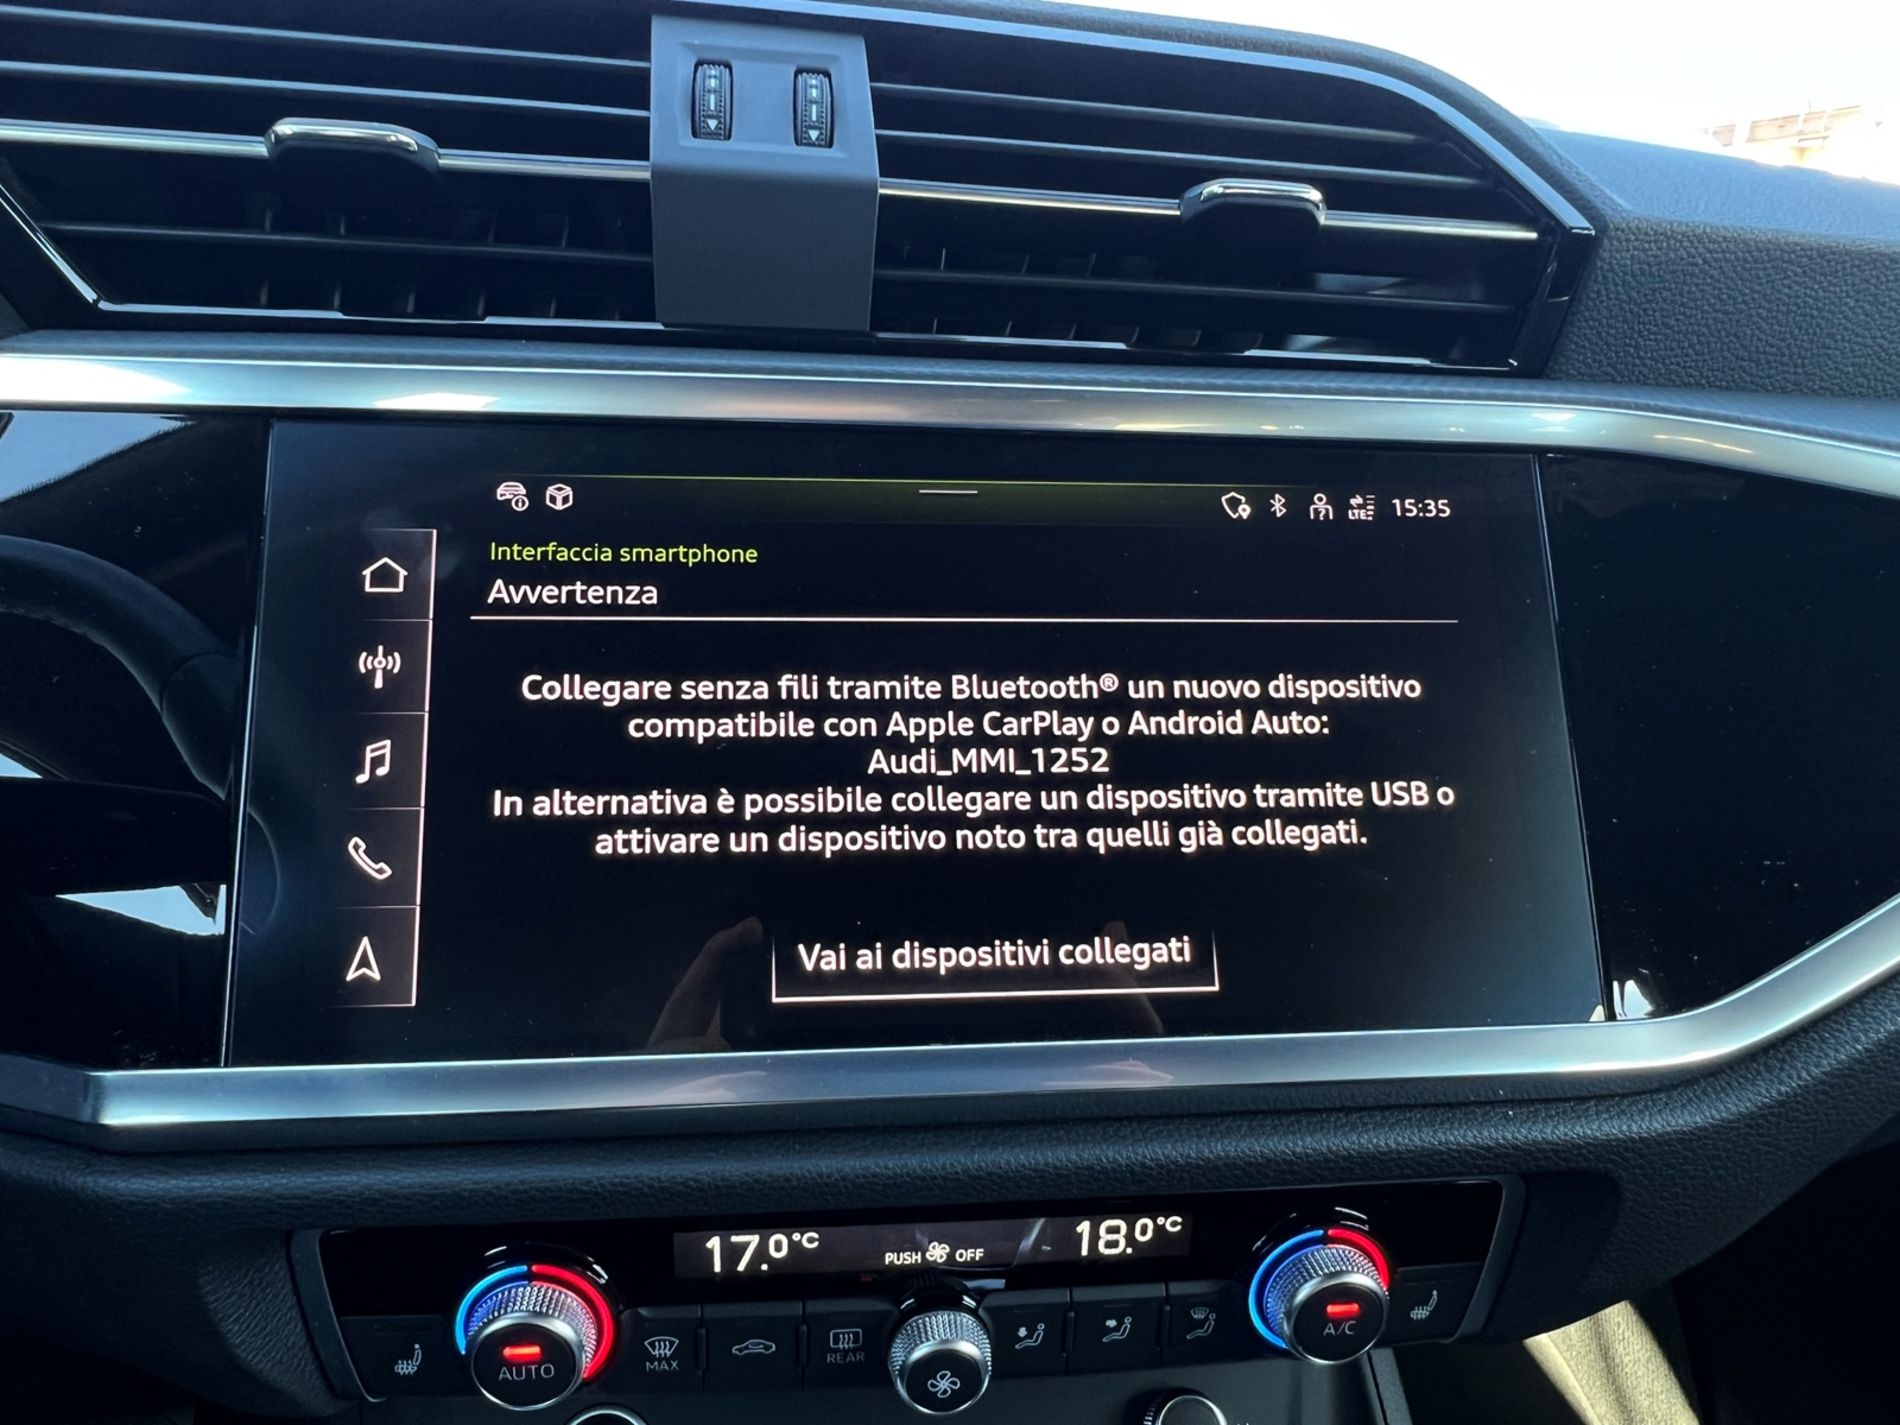 LTE 15:35
Interfaccia smartphone
Avvertenza
Collegare senza fili tramite Bluetooth® un nuovo dispositivo
compatibile con Apple CarPlay o Android Auto:
Audi_MMI_1252
In alternativa è possibile collegare un dispositivo tramite USB o
attivare un dispositivo noto tra quelli già collegati.
Vai ai dispositivi collegati
17.0°C PUSH OFF 18.0°C
AUTO MAX REAR A/C